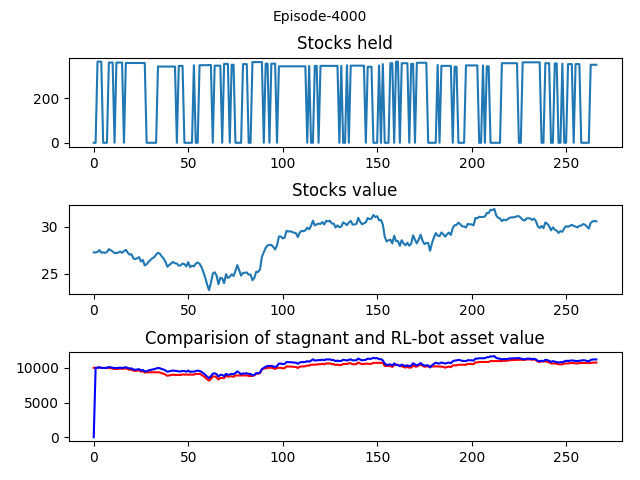 Episode-4000
Stocks held
200
0
0 50 100 150 200 250
Stocks value
30
25
0 50 100 150 200 250
Comparision of stagnant and RL-bot asset value
10000
5000
0
0 50 100 150 200 250